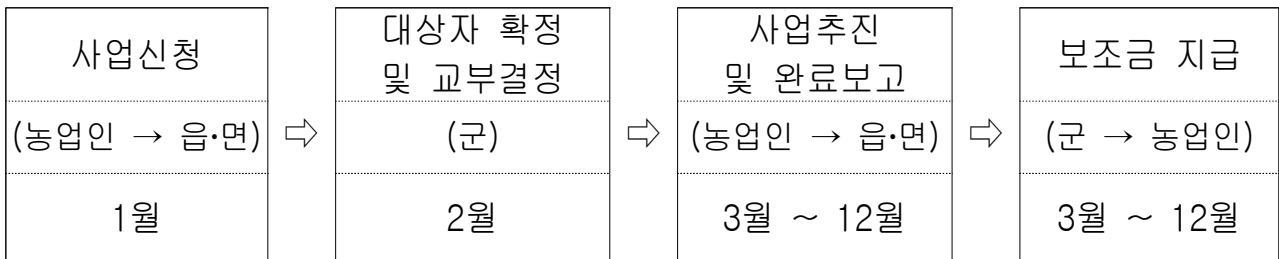 사업신청
(농업인 → 읍·면)
1월
⇨
대상자 확정
및 교부결정
(군)
2월
⇨
사업추진
및 완료보고
(농업인 → 읍·면)
3월 ~ 12월
⇨
보조금 지급
(군 → 농업인)
3월 ~ 12월